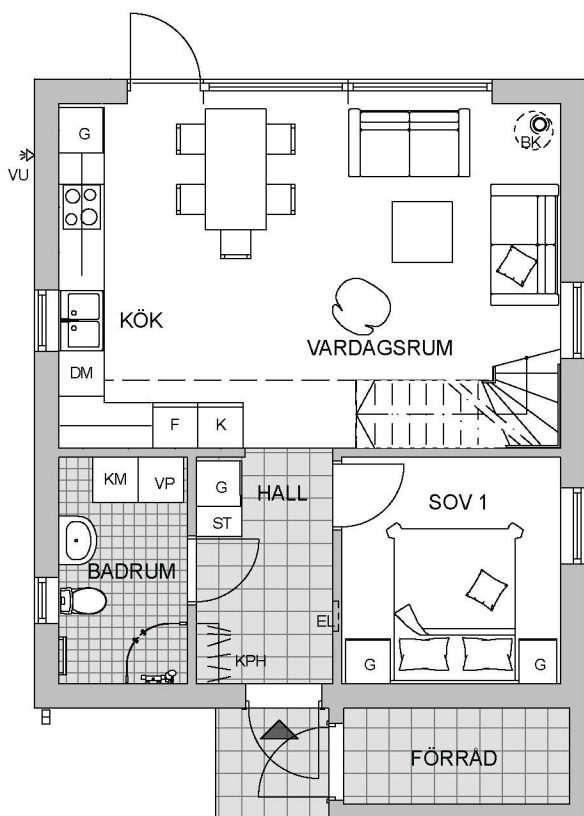 G
BK
VU
KÖK
VARDAGSRUM
DM
F
K
KM
VP
G
HALL
SOV 1
ST
BADRUM
EL
KPH
G
G
FÖRRÅD